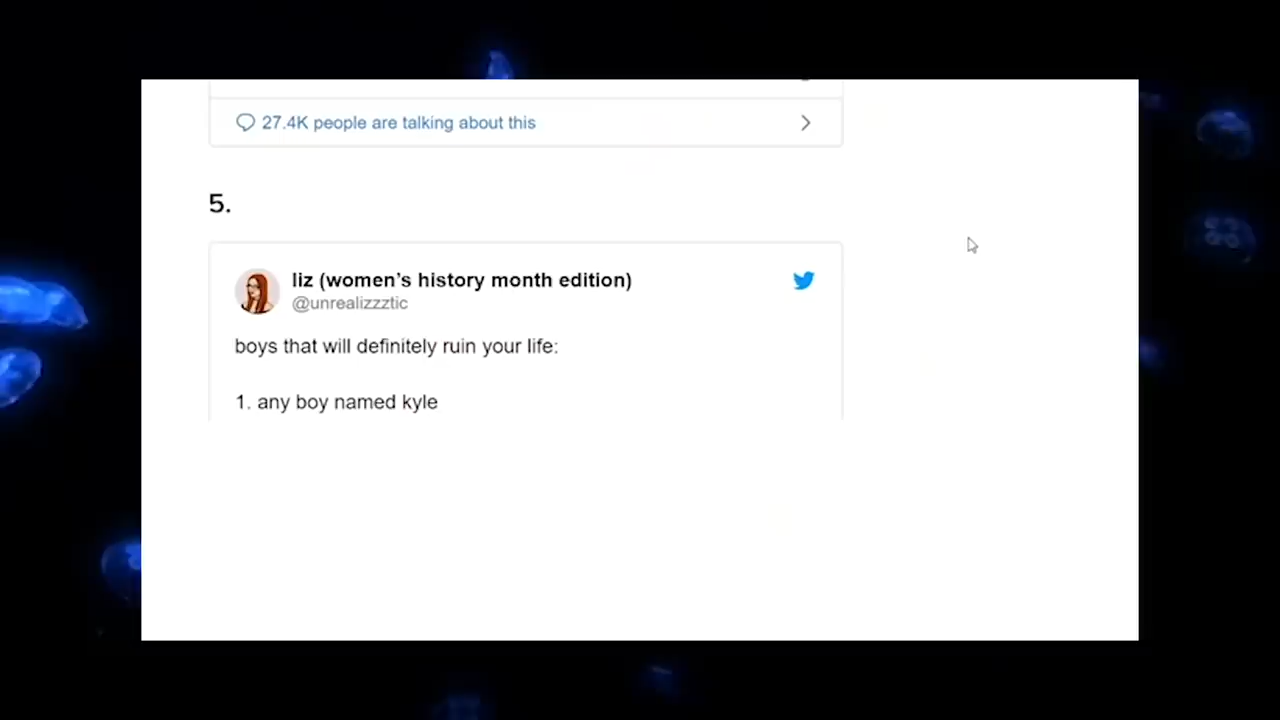 27.4K people are talking about this
5.
liz (women’s history month edition)
@unrealizzztic
boys that will definitely ruin your life:
1. any boy named kyle